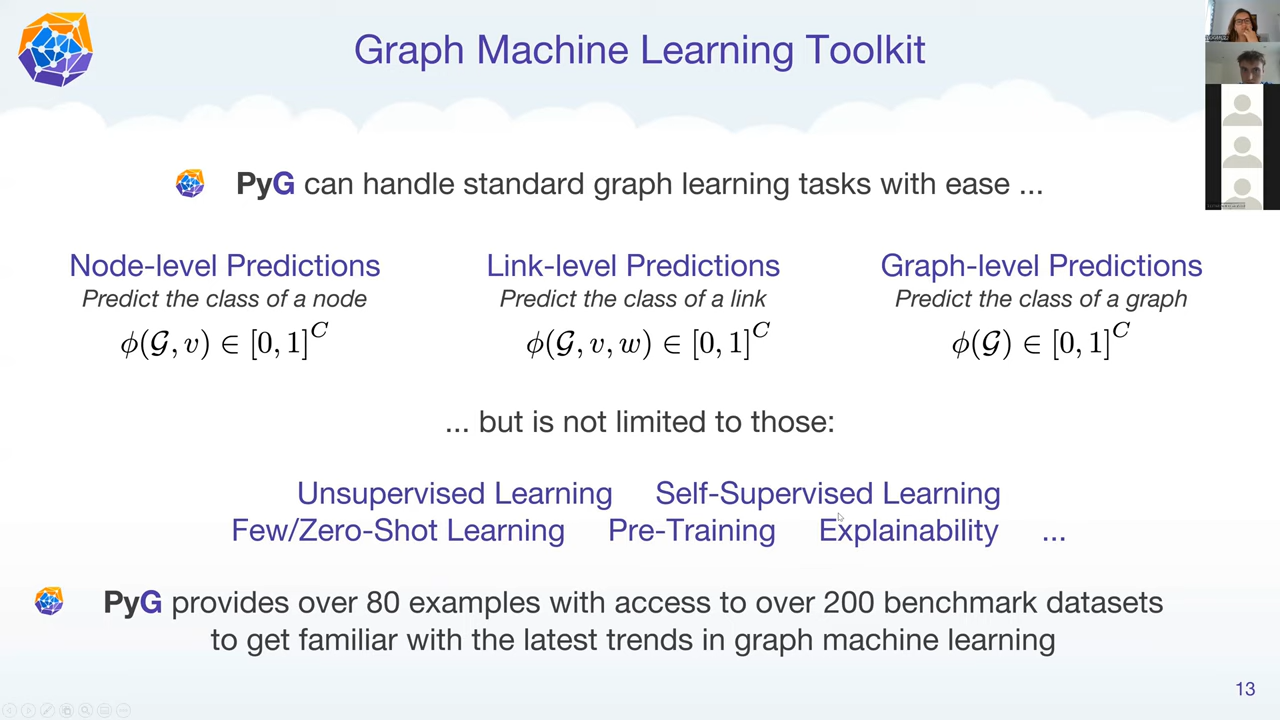 Graph Machine Learning Toolkit
PyG can handle standard graph learning tasks with ease ...
Node-level Predictions
Predict the class of a node
ϕ(𝒢, v) ∈ [0, 1]^C
Link-level Predictions
Predict the class of a link
ϕ(𝒢, v, w) ∈ [0, 1]^C
Graph-level Predictions
Predict the class of a graph
ϕ(𝒢) ∈ [0, 1]^C
... but is not limited to those:
Unsupervised Learning Self-Supervised Learning
Few/Zero-Shot Learning Pre-Training Explainability ...
PyG provides over 80 examples with access to over 200 benchmark datasets
to get familiar with the latest trends in graph machine learning
13